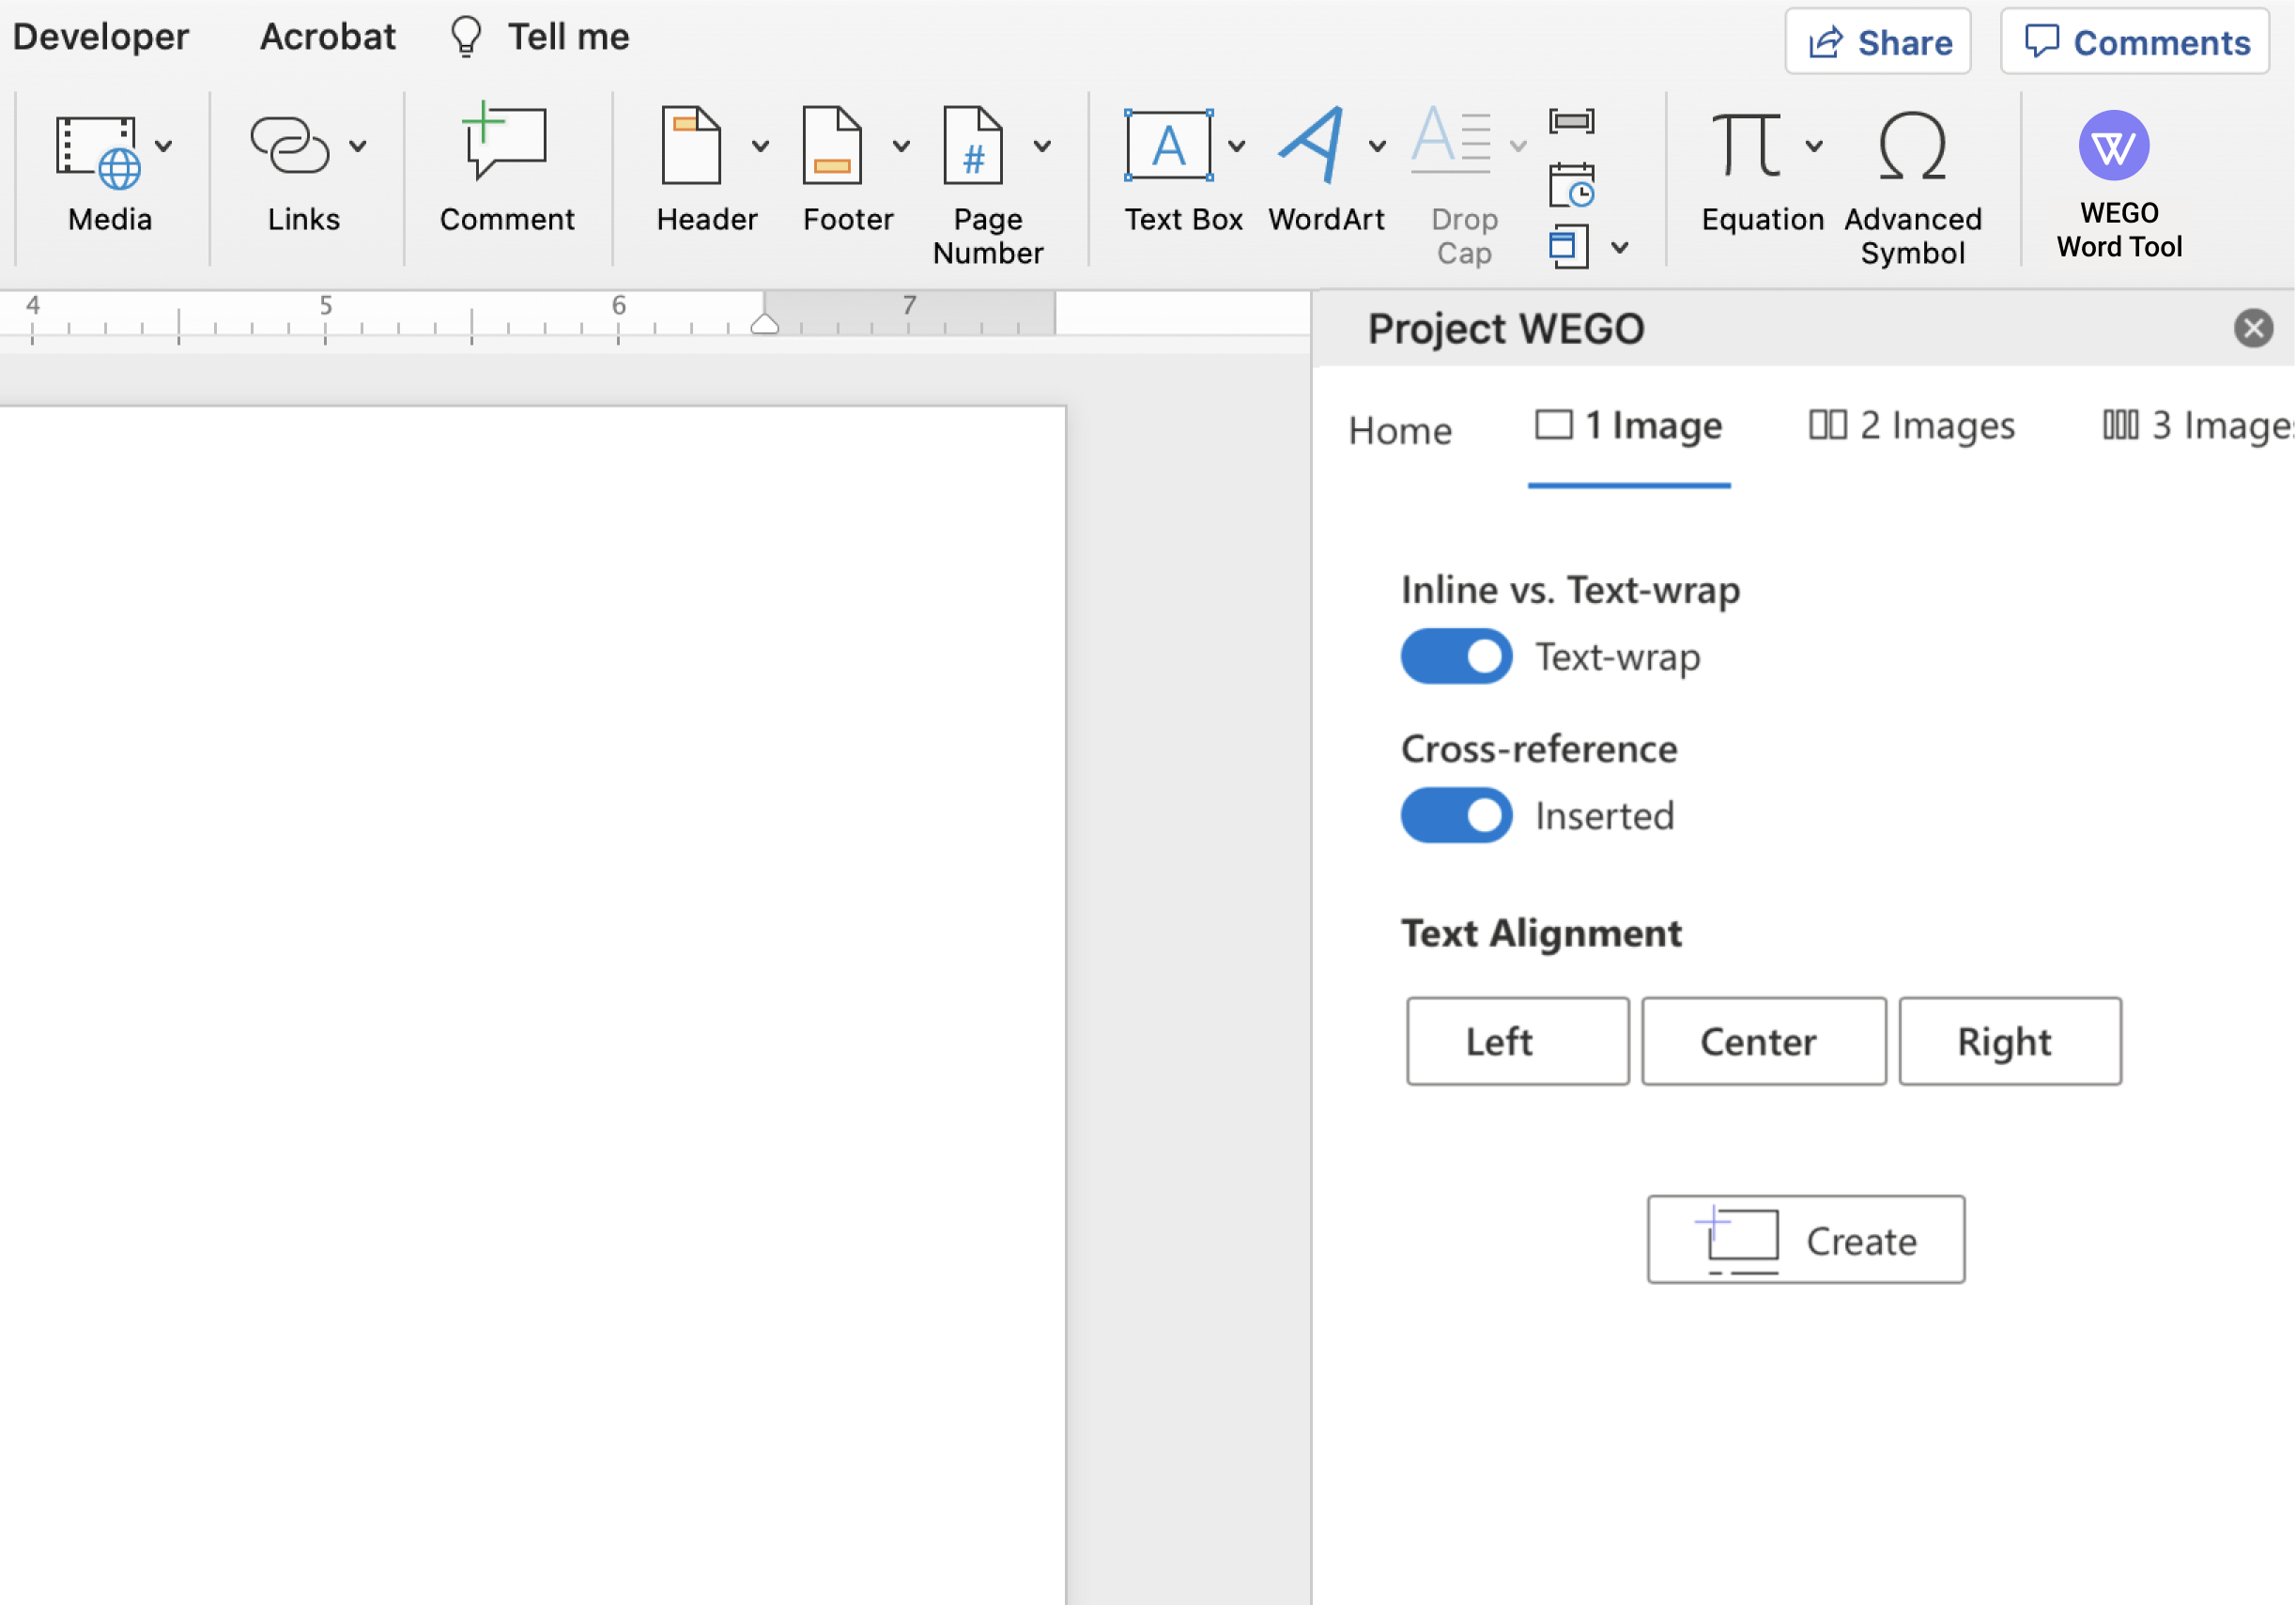 Developer Acrobat Tell me Share Comments
Media Links Comment Header Footer Page Number Text Box WordArt Drop Cap Equation Advanced Symbol WEGO Word Tool
4 5 6 7
Project WEGO
Home 1 Image 2 Images 3 Image
Inline vs. Text-wrap
Text-wrap
Cross-reference
Inserted
Text Alignment
Left Center Right
Create